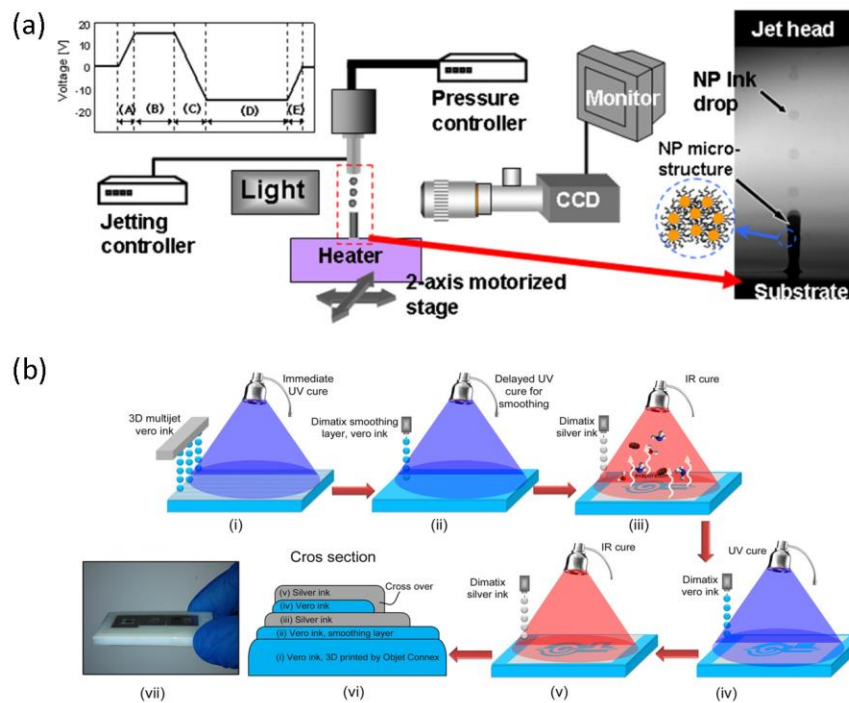 (a)
Voltage [V]
20
10
0
-10
-20
(A)
(B)
(C)
(D)
(E)
Pressure
controller
Monitor
Jet head
NP Ink
drop
NP micro-
structure
Light
CCD
Jetting
controller
Heater
2-axis motorized
stage
Substrate
(b)
Immediate
UV cure
3D multijet
vero ink
(i)
Delayed UV
cure for
smoothing
Dimatix smoothing
layer, vero ink
(ii)
IR cure
Dimatix
silver ink
(iii)
UV cure
Dimatix
vero ink
(iv)
IR cure
Dimatix
silver ink
(v)
Cros section
Cross over
(v) Silver ink
(iv) Vero ink
(iii) Silver ink
(ii) Vero ink, smoothing layer
(i) Vero ink, 3D printed by Objet Connex
(vi)
(vii)